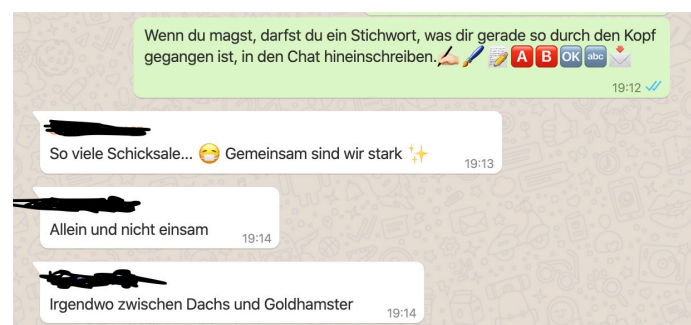 Wenn du magst, darfst du ein Stichwort, was dir gerade so durch den Kopf
gegangen ist, in den Chat hineinschreiben.✍🏻🖌️📝🅰️🅱️🆗🔤📩
19:12
So viele Schicksale... 😷 Gemeinsam sind wir stark ✨
19:13
Allein und nicht einsam
19:14
Irgendwo zwischen Dachs und Goldhamster
19:14